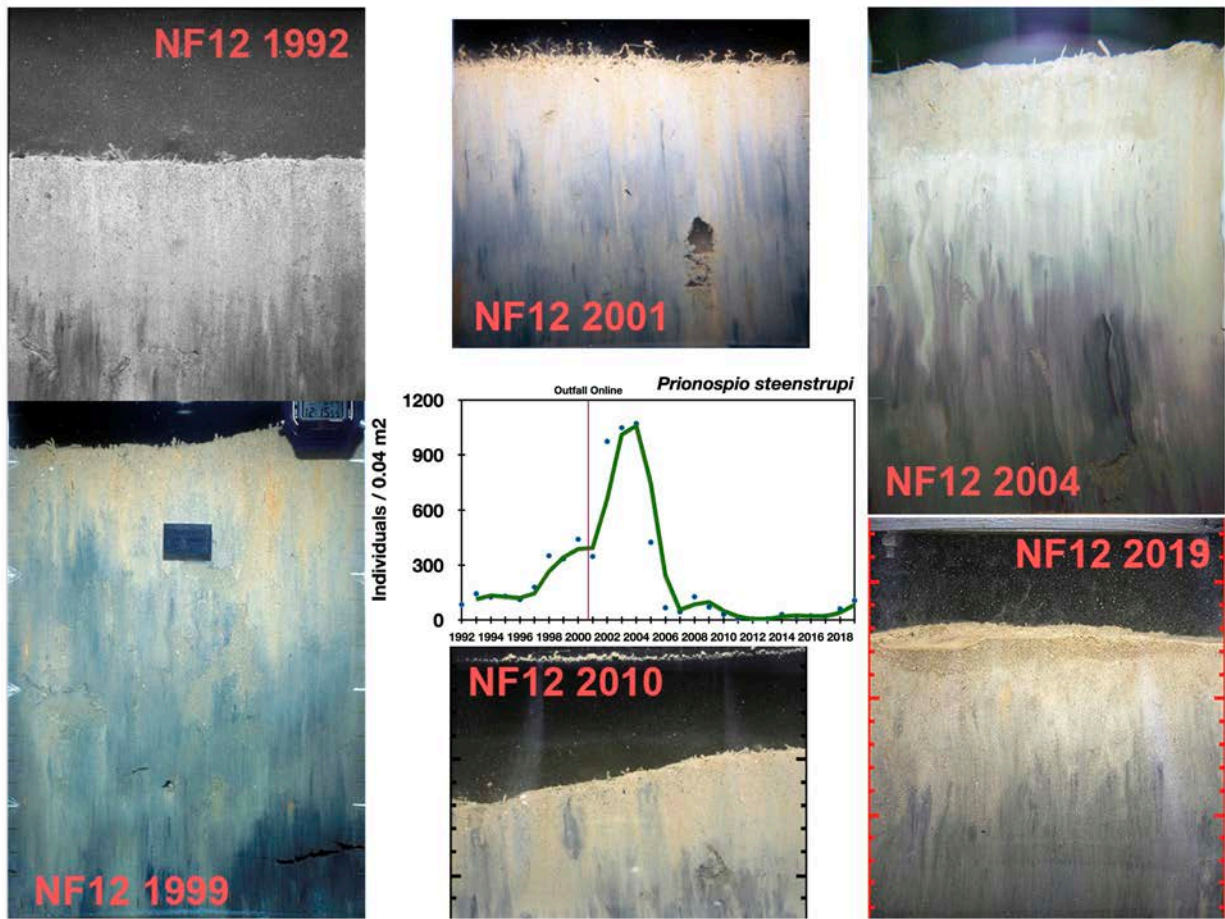 NF12 1992
NF12 2001
NF12 2004
NF12 1999
Outfall Online
Prionospio steenstrupi
Individuals / 0.04 m2
1200
900
600
300
0
1992 1994 1996 1998 2000 2002 2004 2006 2008 2010 2012 2014 2016 2018
NF12 2010
NF12 2019